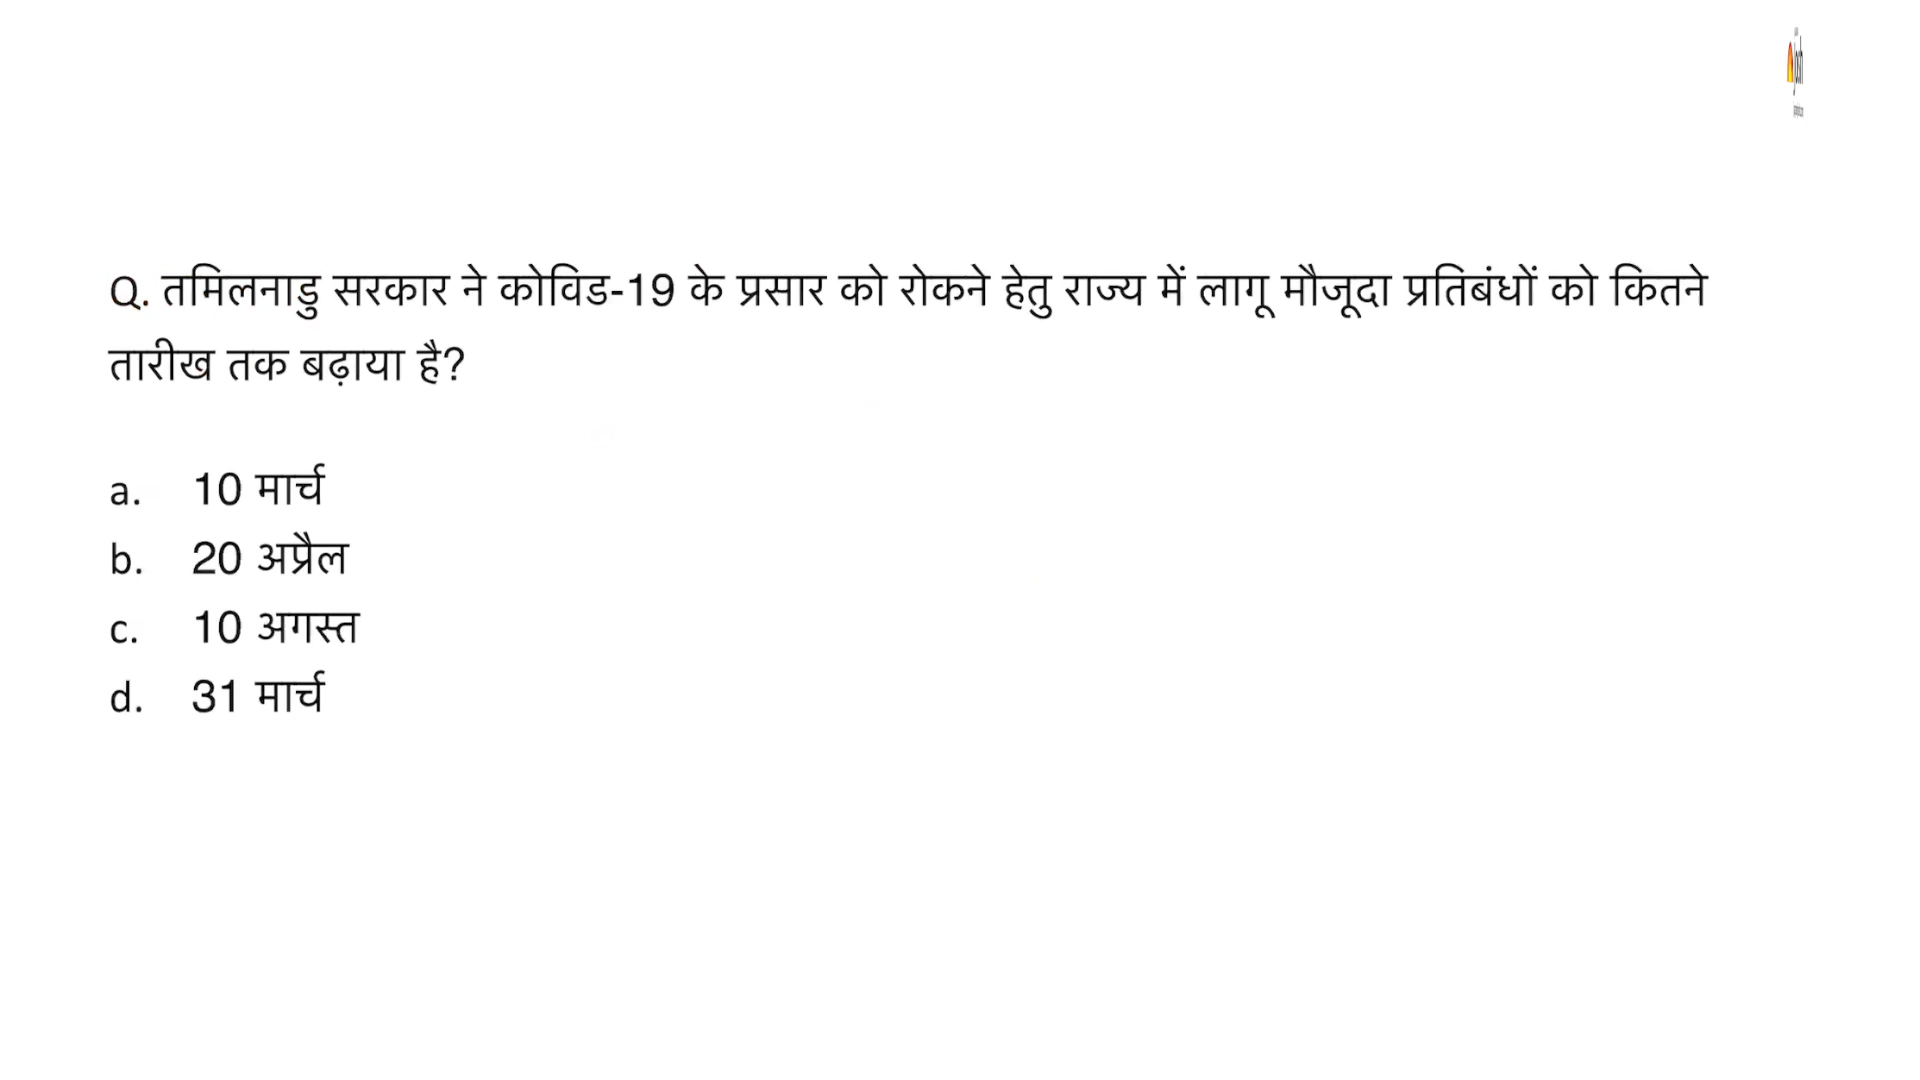 Q. तमिलनाडु सरकार ने कोविड-19 के प्रसार को रोकने हेतु राज्य में लागू मौजूदा प्रतिबंधों को कितने
तारीख तक बढ़ाया है?
a. 10 मार्च
b. 20 अप्रैल
c. 10 अगस्त
d. 31 मार्च